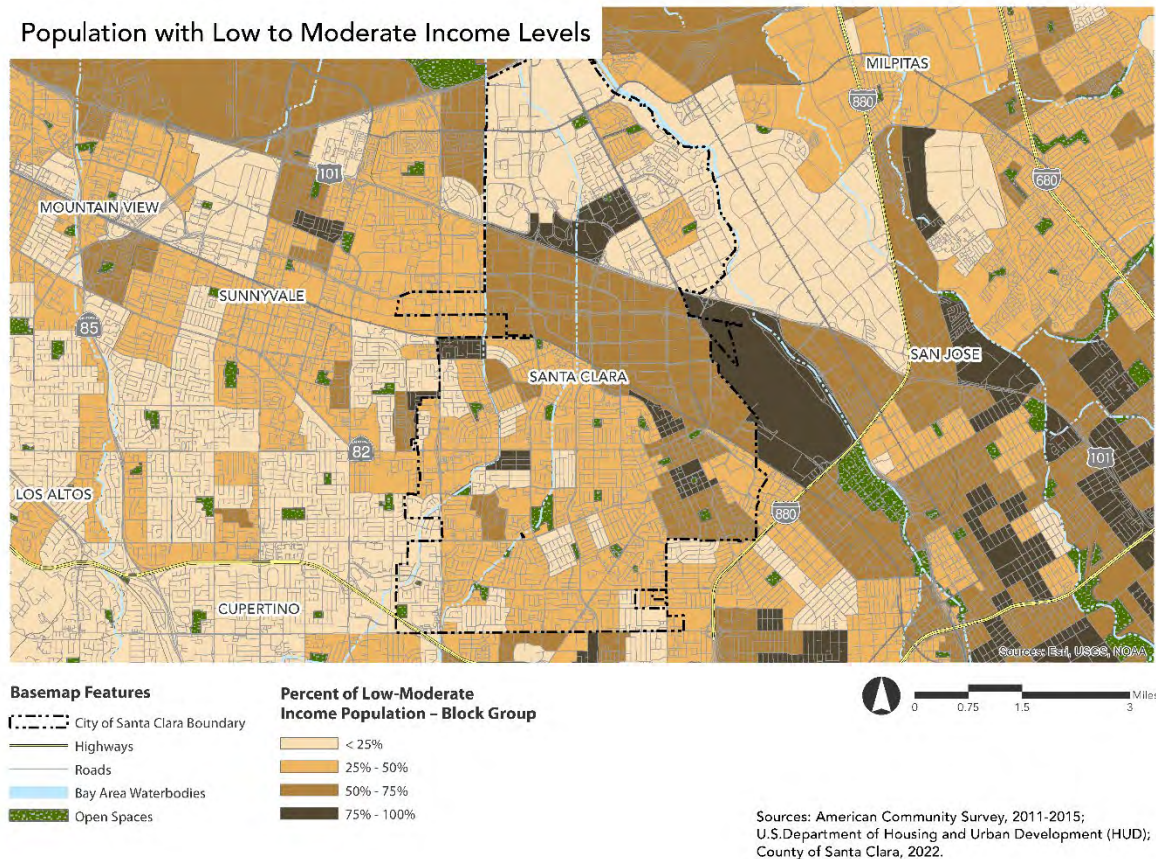 Population with Low to Moderate Income Levels
MILPITAS
880
101
680
MOUNTAIN VIEW
SUNNYVALE
85
SAN JOSE
SANTA CLARA
82
101
LOS ALTOS
880
CUPERTINO
Sources: Esri, USGS, NOAA
Basemap Features
City of Santa Clara Boundary
Highways
Roads
Bay Area Waterbodies
Open Spaces
Percent of Low-Moderate
Income Population – Block Group
< 25%
25% - 50%
50% - 75%
75% - 100%
Miles
0 0.75 1.5 3
Sources: American Community Survey, 2011-2015;
U.S.Department of Housing and Urban Development (HUD);
County of Santa Clara, 2022.